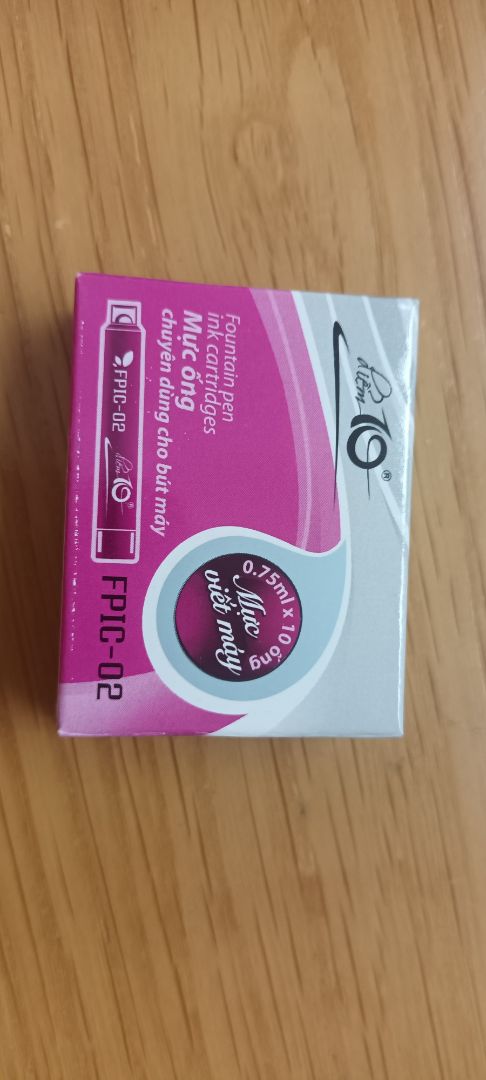 điểm 10 ®
Fountain pen
ink cartridges
Mực ống
chuyên dùng cho bút máy
FPIC-02
điểm 10 ®
0.75ml x 10 ống
Mực
viết máy
FPIC-02